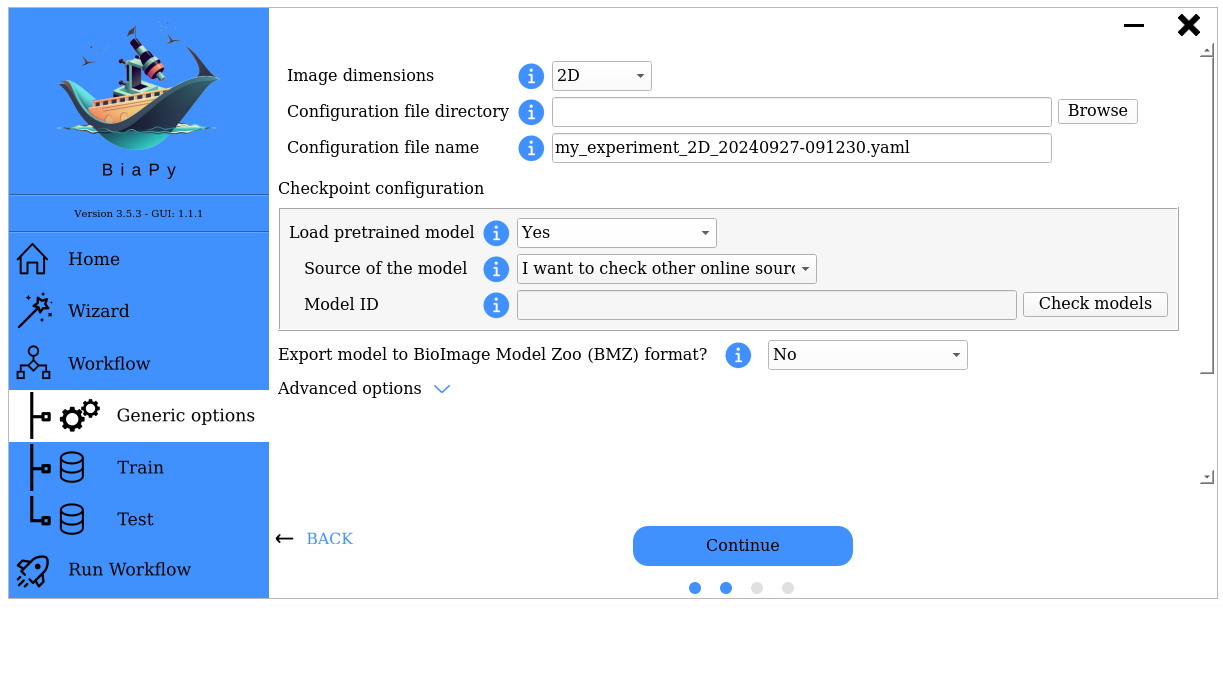 BiaPy
Version 3.5.3 - GUI: 1.1.1
Home
Wizard
Workflow
Generic options
Train
Test
Run Workflow
Image dimensions 2D
Configuration file directory Browse
Configuration file name my_experiment_2D_20240927-091230.yaml
Checkpoint configuration
Load pretrained model Yes
Source of the model I want to check other online sourc
Model ID Check models
Export model to BioImage Model Zoo (BMZ) format? No
Advanced options
BACK
Continue